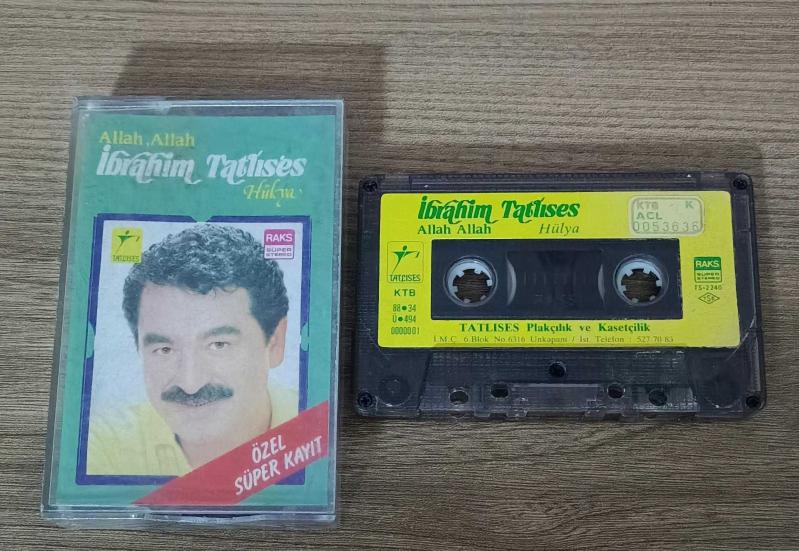 Allah, Allah
İbrahim Tatlıses
Hülya
TATLISES
RAKS
SÜPER
STEREO
ÖZEL
SÜPER KAYIT
İbrahim Tatlıses
Allah Allah
Hülya
KTB K
ACL
0053636
TATLISES
KTB
88•34
Ü•494
0000001
RAKS
SÜPER
STEREO
TS-2240
TSE
TATLISES Plakçılık ve Kasetçilik
İ.M.Ç. 6.Blok No.6316 Unkapanı / İst. Telefon : 527 70 83